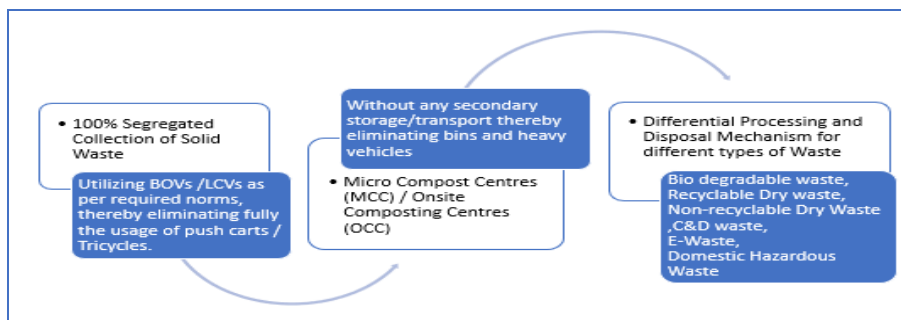 • 100% Segregated
Collection of Solid
Waste
Utilizing BOVs /LCVs as
per required norms,
thereby eliminating fully
the usage of push carts /
Tricycles.
Without any secondary
storage/transport thereby
eliminating bins and heavy
vehicles
• Micro Compost Centres
(MCC) / Onsite
Composting Centres
(OCC)
• Differential Processing and
Disposal Mechanism for
different types of Waste
Bio degradable waste,
Recyclable Dry waste,
Non-recyclable Dry Waste
,C&D waste,
E-Waste,
Domestic Hazardous
Waste